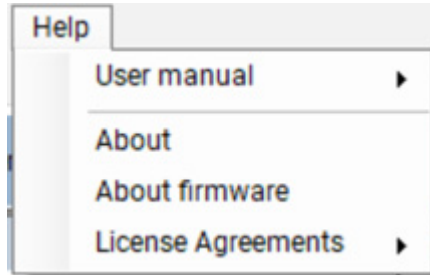 Help
User manual
About
About firmware
License Agreements